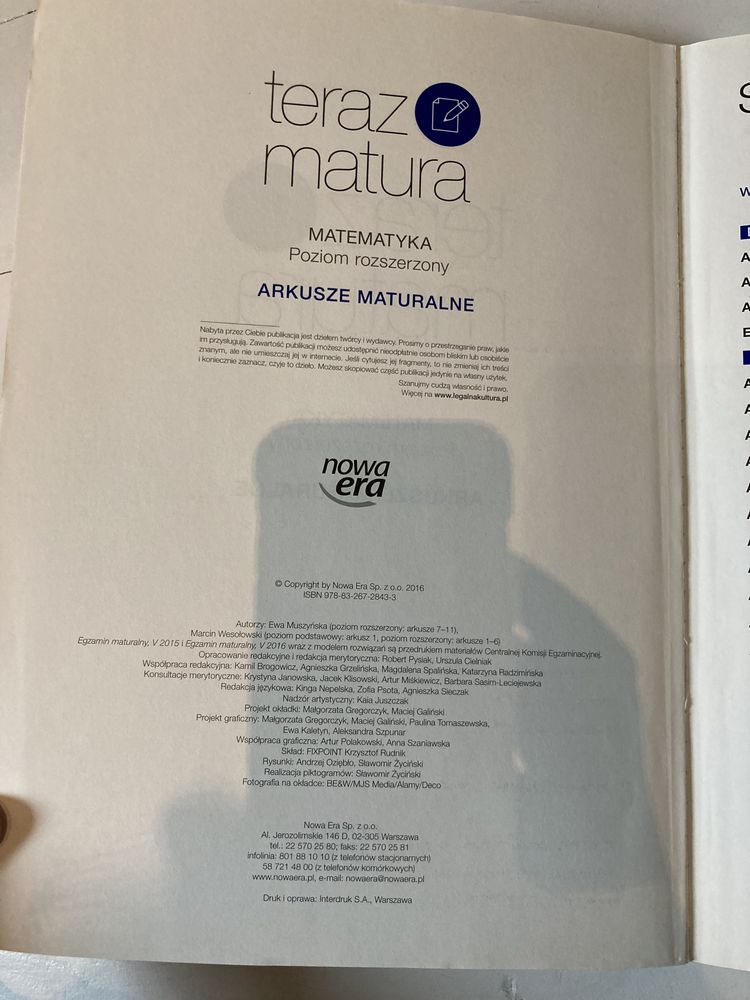 teraz
matura
MATEMATYKA
Poziom rozszerzony
ARKUSZE MATURALNE
Nabyta przez Ciebie publikacja jest dziełem twórcy i wydawcy. Prosimy o przestrzeganie praw, jakie
im przysługują. Zawartość publikacji możesz udostępnić nieodpłatnie osobom bliskim lub osobiście
znanym, ale nie umieszczaj jej w internecie. Jeśli cytujesz jej fragmenty, to nie zmieniaj ich treści
i koniecznie zaznacz, czyje to dzieło. Możesz skopiować część publikacji jedynie na własny użytek.
Szanujmy cudzą własność i prawo.
Więcej na www.legalnakultura.pl
nowa
era
© Copyright by Nowa Era Sp. z o.o. 2016
ISBN 978-83-267-2843-3
Autorzy: Ewa Muszyńska (poziom rozszerzony: arkusze 7–11),
Marcin Wesołowski (poziom podstawowy: arkusz 1, poziom rozszerzony: arkusze 1–6)
Egzamin maturalny, V 2015 i Egzamin maturalny, V 2016 wraz z modelem rozwiązań są przedrukiem materiałów Centralnej Komisji Egzaminacyjnej.
Opracowanie redakcyjne i redakcja merytoryczna: Robert Pysiak, Urszula Cielniak
Współpraca redakcyjna: Kamil Brogowicz, Agnieszka Grzelińska, Magdalena Spalińska, Katarzyna Radzimińska
Konsultacje merytoryczne: Krystyna Janowska, Jacek Klisowski, Artur Miśkiewicz, Barbara Sasim-Leciejewska
Redakcja językowa: Kinga Nepelska, Zofia Psota, Agnieszka Sieczak
Nadzór artystyczny: Kaia Juszczak
Projekt okładki: Małgorzata Gregorczyk, Maciej Galiński
Projekt graficzny: Małgorzata Gregorczyk, Maciej Galiński, Paulina Tomaszewska,
Ewa Kaletyn, Aleksandra Szpunar
Współpraca graficzna: Artur Polakowski, Anna Szaniawska
Skład: FIXPOINT Krzysztof Rudnik
Rysunki: Andrzej Oziębło, Sławomir Życiński
Realizacja piktogramów: Sławomir Życiński
Fotografia na okładce: BE&W/MJS Media/Alamy/Deco
Nowa Era Sp. z o.o.
Al. Jerozolimskie 146 D, 02-305 Warszawa
tel.: 22 570 25 80; faks: 22 570 25 81
infolinia: 801 88 10 10 (z telefonów stacjonarnych)
58 721 48 00 (z telefonów komórkowych)
www.nowaera.pl, e-mail: nowaera@nowaera.pl
Druk i oprawa: Interdruk S.A., Warszawa